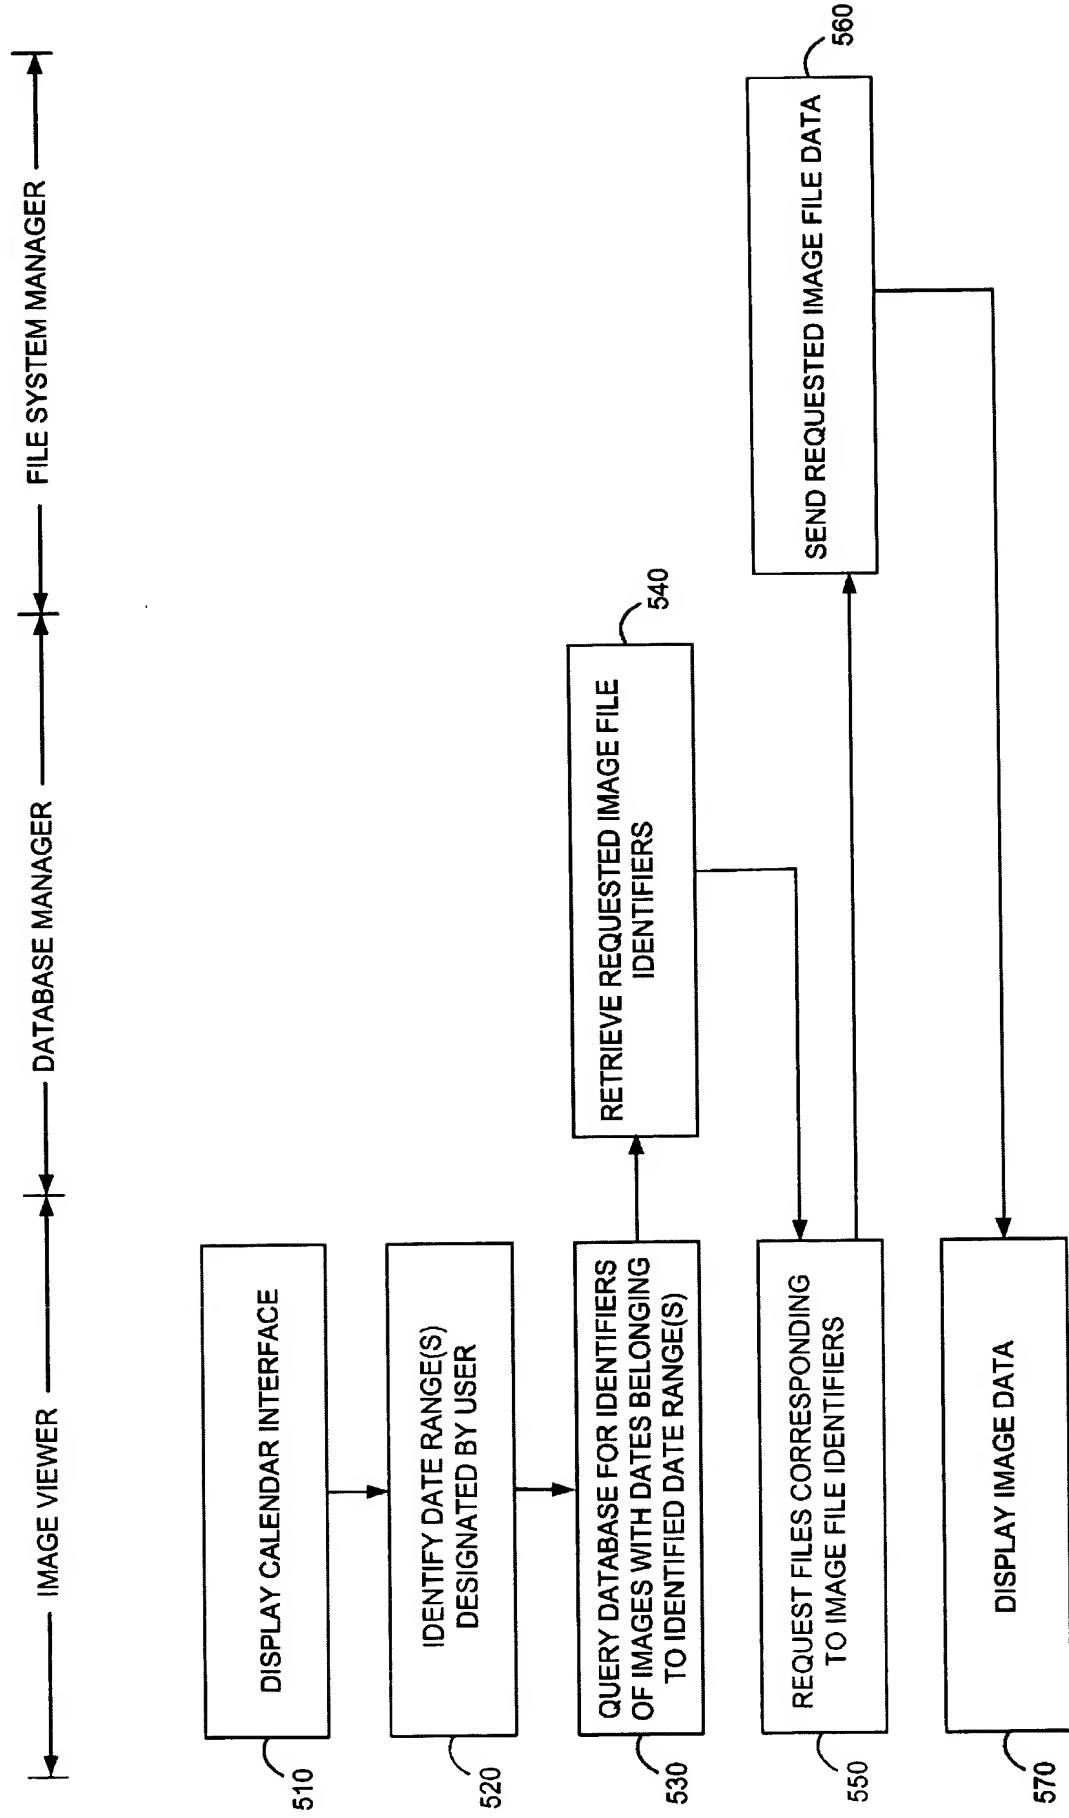 IMAGE VIEWER
DATABASE MANAGER
FILE SYSTEM MANAGER
DISPLAY CALENDAR INTERFACE
510
IDENTIFY DATE RANGE(S)
DESIGNATED BY USER
520
QUERY DATABASE FOR IDENTIFIERS
OF IMAGES WITH DATES BELONGING
TO IDENTIFIED DATE RANGE(S)
530
RETRIEVE REQUESTED IMAGE FILE
IDENTIFIERS
540
REQUEST FILES CORRESPONDING
TO IMAGE FILE IDENTIFIERS
550
SEND REQUESTED IMAGE FILE DATA
560
DISPLAY IMAGE DATA
570